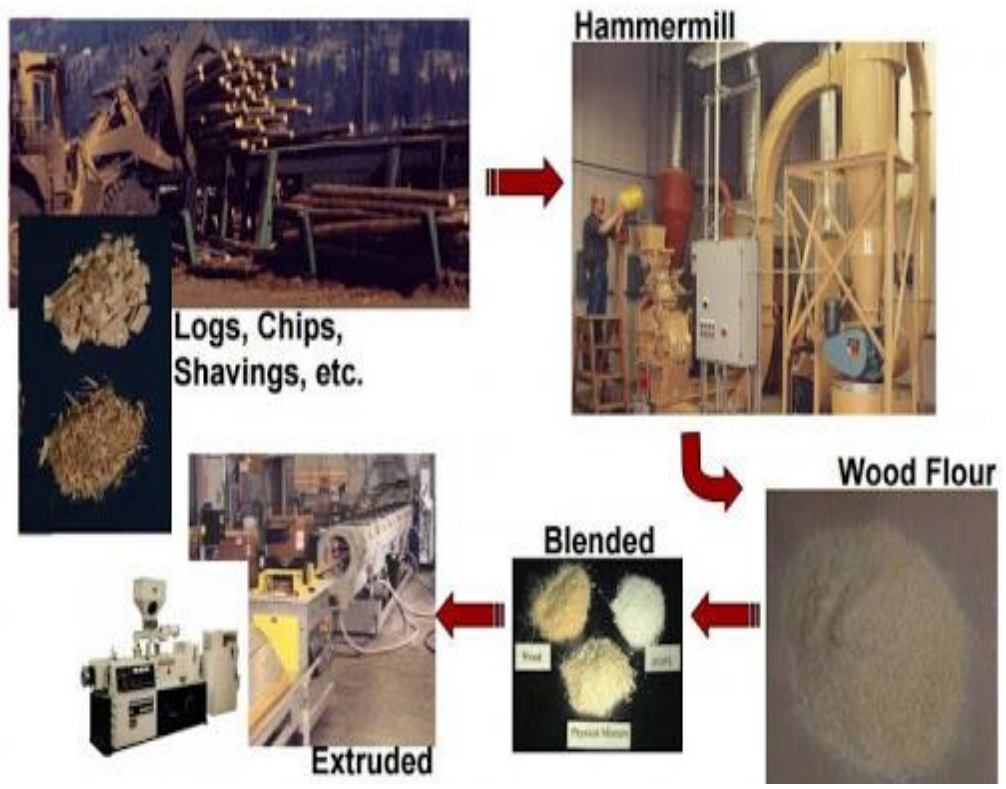 Hammermill
Logs, Chips,
Shavings, etc.
Wood Flour
Blended
Wood
Physical Mixture
Extruded